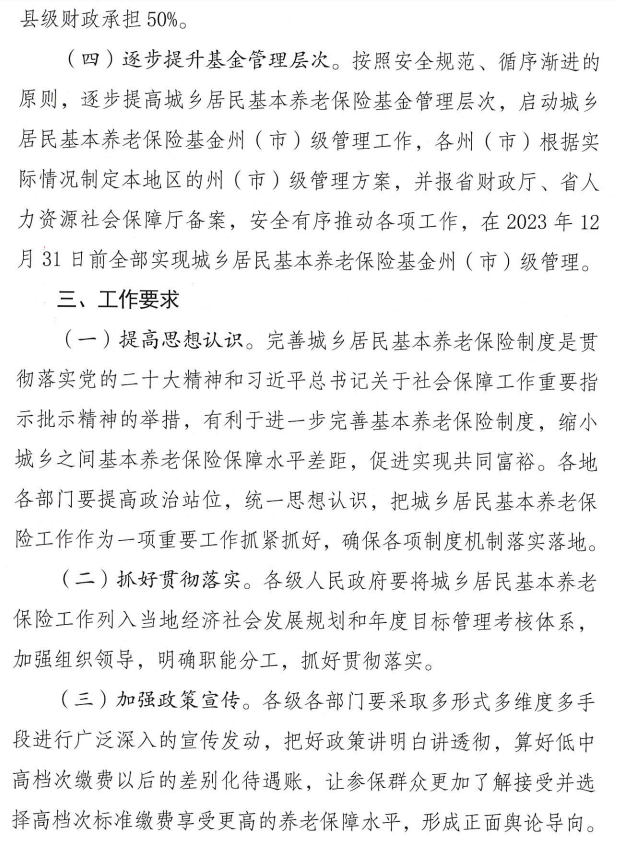 县级财政承担50%。
（四）逐步提升基金管理层次。按照安全规范、循序渐进的
原则，逐步提高城乡居民基本养老保险基金管理层次，启动城乡
居民基本养老保险基金州（市）级管理工作，各州（市）根据实
际情况制定本地区的州（市）级管理方案，并报省财政厅、省人
力资源社会保障厅备案，安全有序推动各项工作，在2023年12
月31日前全部实现城乡居民基本养老保险基金州（市）级管理。
三、工作要求
（一）提高思想认识。完善城乡居民基本养老保险制度是贯
彻落实党的二十大精神和习近平总书记关于社会保障工作重要指
示批示精神的举措，有利于进一步完善基本养老保险制度，缩小
城乡之间基本养老保险保障水平差距，促进实现共同富裕。各地
各部门要提高政治站位，统一思想认识，把城乡居民基本养老保
险工作作为一项重要工作抓紧抓好，确保各项制度机制落实落地。
（二）抓好贯彻落实。各级人民政府要将城乡居民基本养老
保险工作列入当地经济社会发展规划和年度目标管理考核体系，
加强组织领导，明确职能分工，抓好贯彻落实。
（三）加强政策宣传。各级各部门要采取多形式多维度多手
段进行广泛深入的宣传发动，把好政策讲明白讲透彻，算好低中
高档次缴费以后的差别化待遇账，让参保群众更加了解接受并选
择高档次标准缴费享受更高的养老保障水平，形成正面舆论导向。